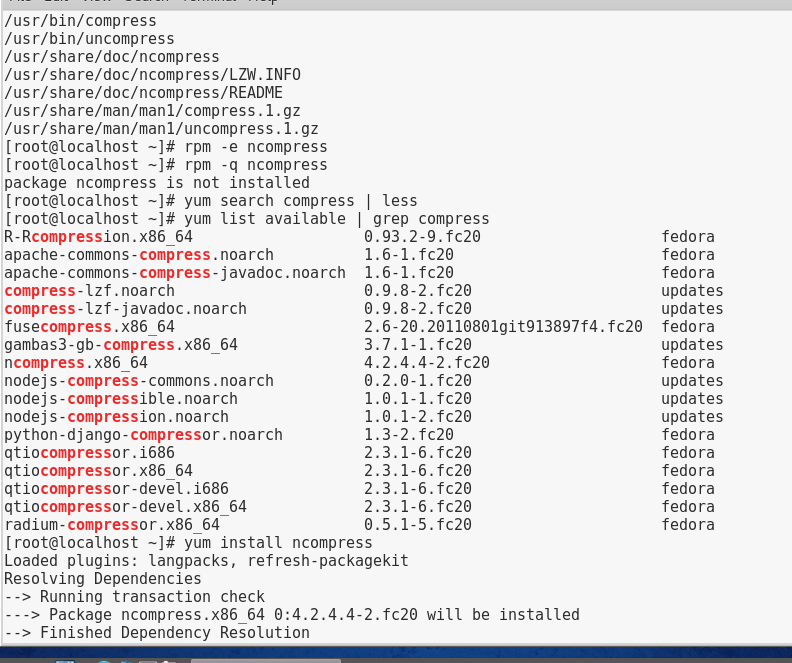 File Edit View Search Terminal Help
/usr/bin/compress
/usr/bin/uncompress
/usr/share/doc/ncompress
/usr/share/doc/ncompress/LZW.INFO
/usr/share/doc/ncompress/README
/usr/share/man/man1/compress.1.gz
/usr/share/man/man1/uncompress.1.gz
[root@localhost ~]# rpm -e ncompress
[root@localhost ~]# rpm -q ncompress
package ncompress is not installed
[root@localhost ~]# yum search compress | less
[root@localhost ~]# yum list available | grep compress
R-Rcompression.x86_64 0.93.2-9.fc20 fedora
apache-commons-compress.noarch 1.6-1.fc20 fedora
apache-commons-compress-javadoc.noarch 1.6-1.fc20 fedora
compress-lzf.noarch 0.9.8-2.fc20 updates
compress-lzf-javadoc.noarch 0.9.8-2.fc20 updates
fusecompress.x86_64 2.6-20.20110801git913897f4.fc20 fedora
gambas3-gb-compress.x86_64 3.7.1-1.fc20 updates
ncompress.x86_64 4.2.4.4-2.fc20 fedora
nodejs-compress-commons.noarch 0.2.0-1.fc20 updates
nodejs-compressible.noarch 1.0.1-1.fc20 updates
nodejs-compression.noarch 1.0.1-2.fc20 updates
python-django-compressor.noarch 1.3-2.fc20 fedora
qtiocompressor.i686 2.3.1-6.fc20 fedora
qtiocompressor.x86_64 2.3.1-6.fc20 fedora
qtiocompressor-devel.i686 2.3.1-6.fc20 fedora
qtiocompressor-devel.x86_64 2.3.1-6.fc20 fedora
radium-compressor.x86_64 0.5.1-5.fc20 fedora
[root@localhost ~]# yum install ncompress
Loaded plugins: langpacks, refresh-packagekit
Resolving Dependencies
--> Running transaction check
---> Package ncompress.x86_64 0:4.2.4.4-2.fc20 will be installed
--> Finished Dependency Resolution